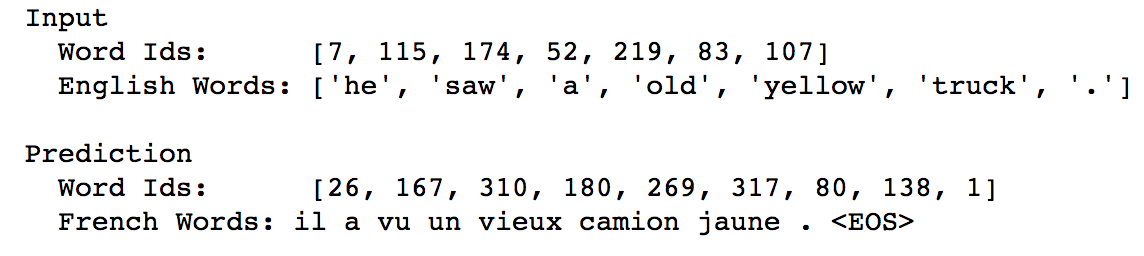 Input
Word Ids: [7, 115, 174, 52, 219, 83, 107]
English Words: ['he', 'saw', 'a', 'old', 'yellow', 'truck', '.']
Prediction
Word Ids: [26, 167, 310, 180, 269, 317, 80, 138, 1]
French Words: il a vu un vieux camion jaune . <EOS>